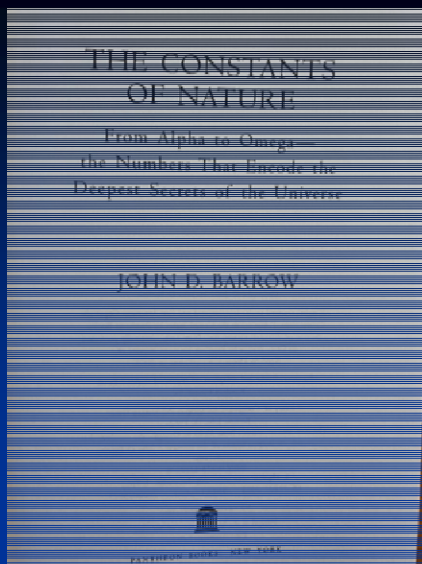 THE CONSTANTS
OF NATURE
From Alpha to Omega—
the Numbers That Encode the
Deepest Secrets of the Universe
JOHN D. BARROW
PANTHEON BOOKS NEW YORK